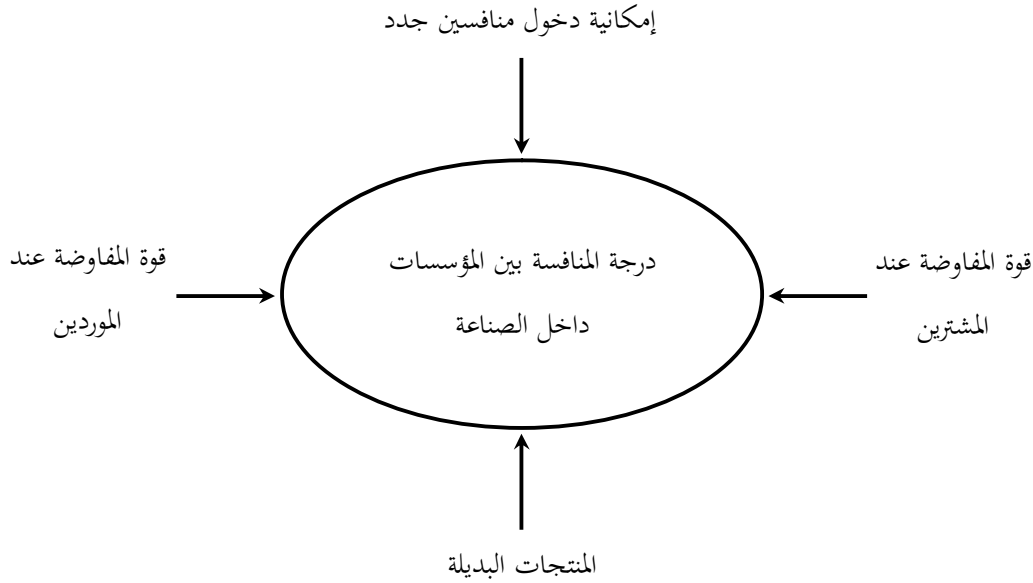 إمكانية دخول منافسين جدد
قوة المفاوضة عند
المشترين
درجة المنافسة بين المؤسسات
داخل الصناعة
قوة المفاوضة عند
الموردين
المنتجات البديلة